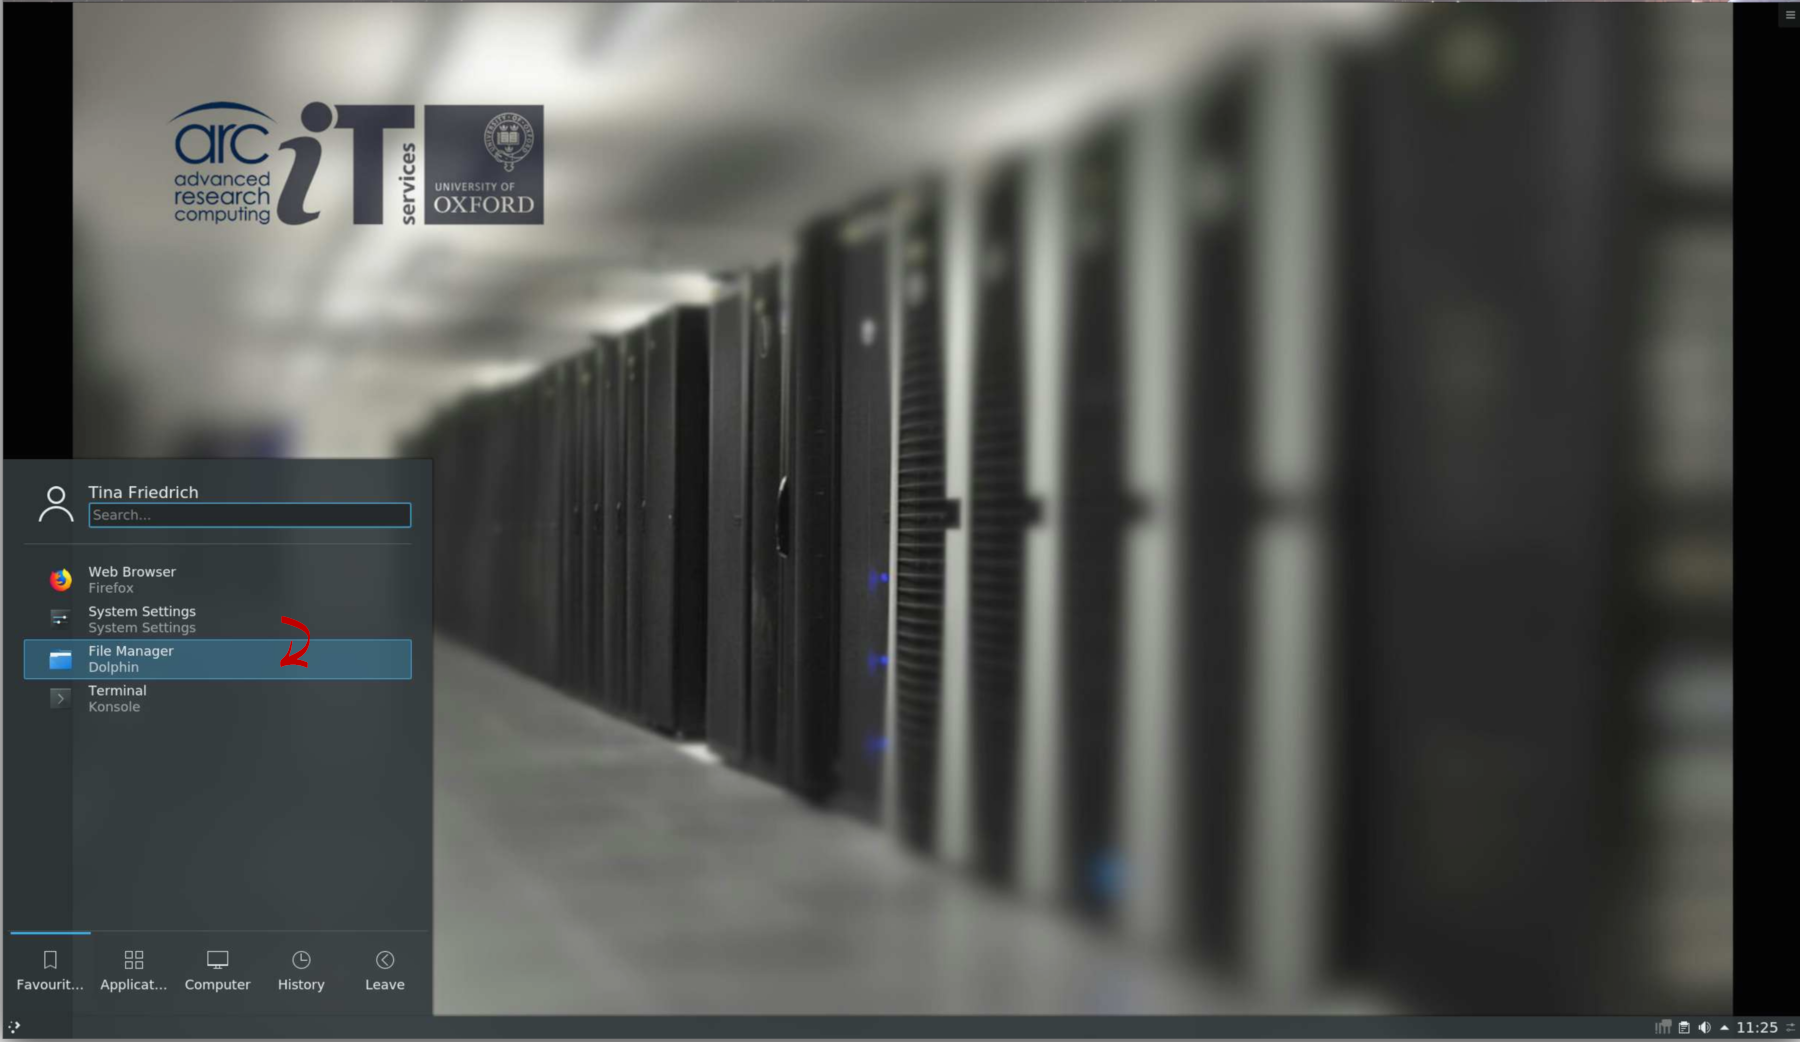 arc
advanced
research
computing
iT
services
UNIVERSITY OF
OXFORD
Tina Friedrich
Search...
Web Browser
Firefox
System Settings
System Settings
File Manager
Dolphin
Terminal
Konsole
Favourit...
Applicat...
Computer
History
Leave
11:25